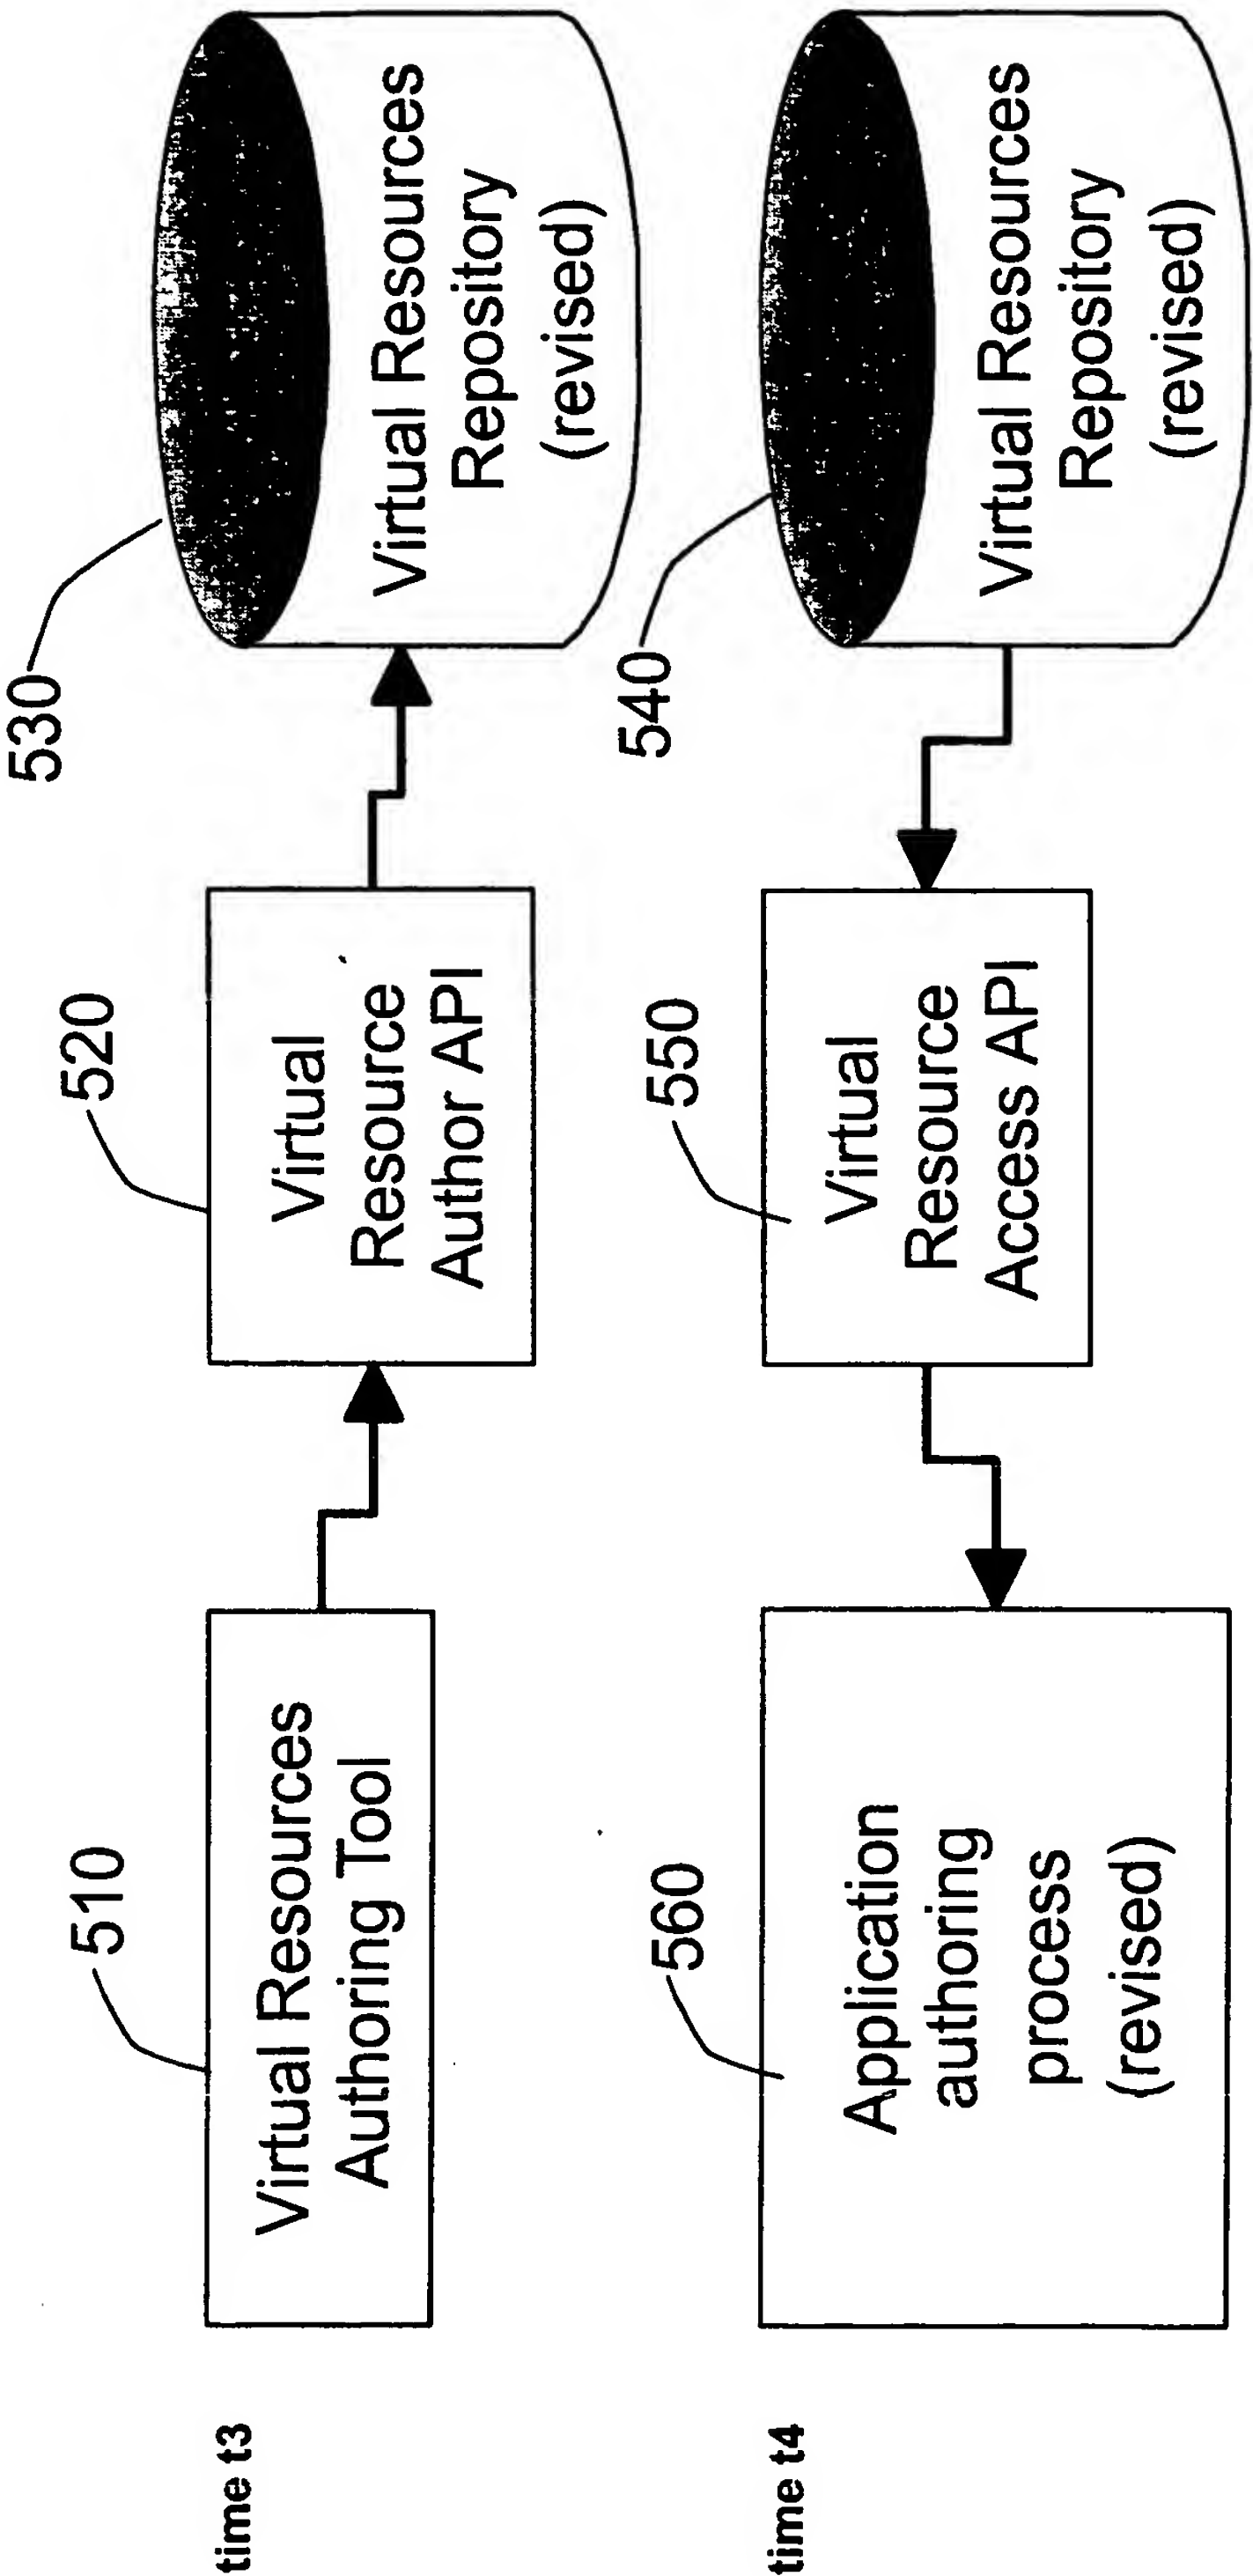 time t3
510
Virtual Resources
Authoring Tool
520
Virtual
Resource
Author API
530
Virtual Resources
Repository
(revised)
time t4
560
Application
authoring
process
(revised)
550
Virtual
Resource
Access API
540
Virtual Resources
Repository
(revised)